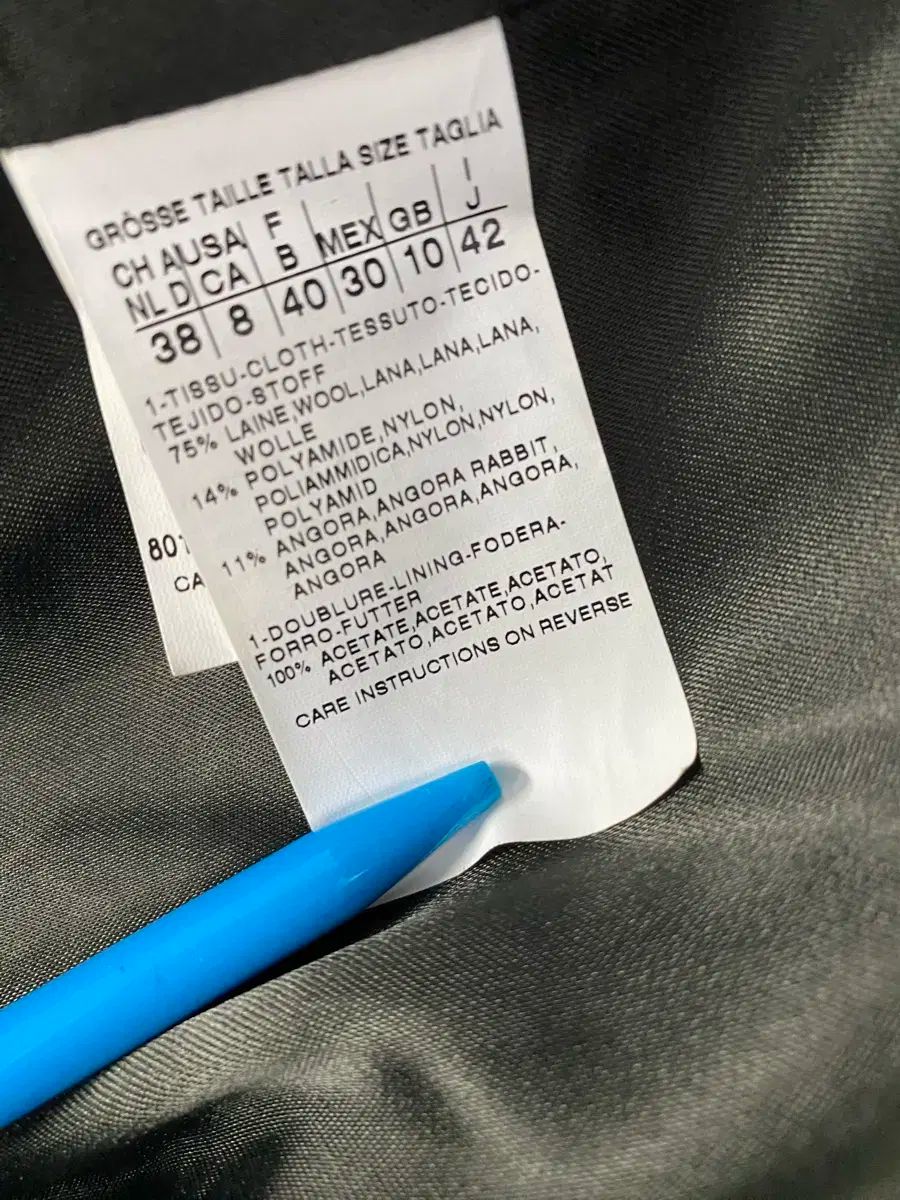 GRÖSSE TAILLE TALLA SIZE TAGLIA
CH A USA F MEX GB I
NL D CA B J
38 8 40 30 10 42
1-TISSU-CLOTH-TESSUTO-TECIDO-
TEJIDO-STOFF
75% LAINE,WOOL,LANA,LANA,LANA,
WOLLE
14% POLYAMIDE,NYLON,
POLIAMMIDICA,NYLON,NYLON,
POLYAMID
11% ANGORA,ANGORA RABBIT,
ANGORA,ANGORA,ANGORA,
ANGORA
1-DOUBLURE-LINING-FODERA-
FORRO-FUTTER
100% ACETATE,ACETATE,ACETATO,
ACETATO,ACETATO,ACETAT
CARE INSTRUCTIONS ON REVERSE